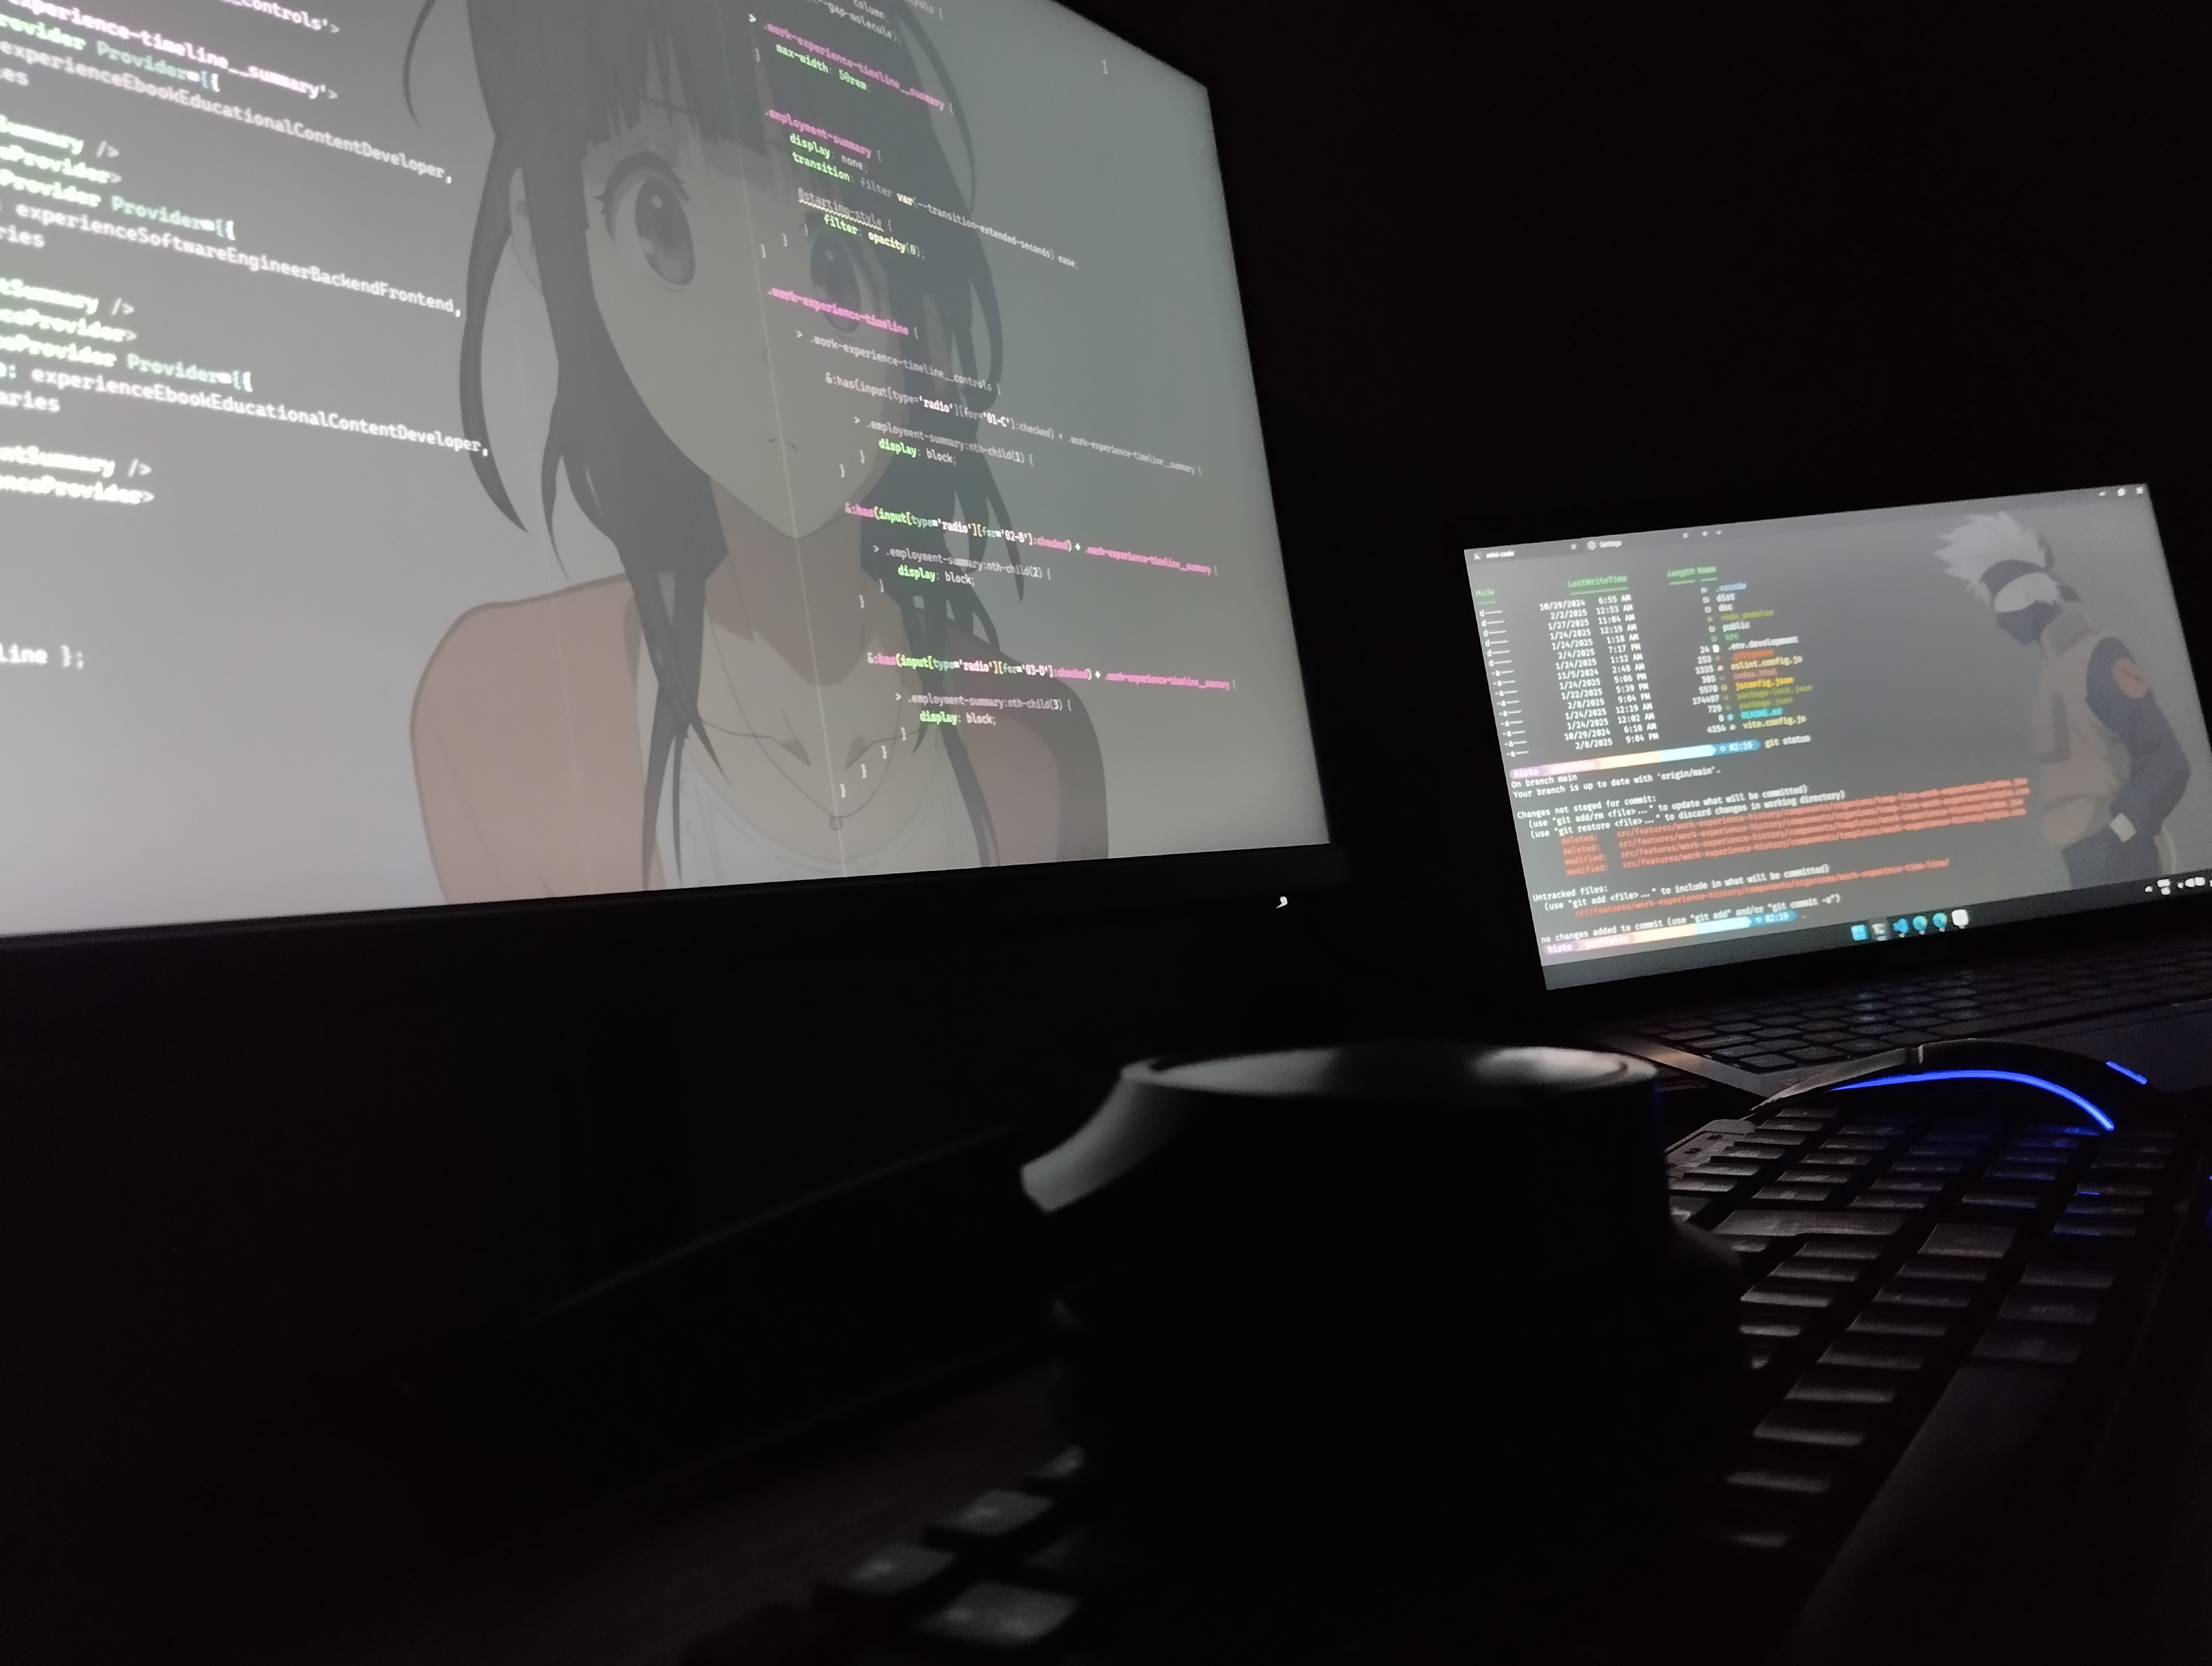 controls'>
xperience-timeline__summary'>
rovider Provider={{
experienceEbookEducationalContentDeveloper,
ies
Summary />
Provider>
Provider Provider={{
experienceSoftwareEngineerBackendFrontend,
ries
tSummary />
ceProvider>
ceProvider Provider={{
experienceEbookEducationalContentDeveloper,
aries
ntSummary />
enceProvider>
line };
column;
-gap-molecule);
}
> .work-experience-timeline__summary {
max-width: 50rem;
}
.employment-summary {
display: none;
transition: filter var(--transition-extended-seconds) ease;
@starting-style {
filter: opacity(0);
}
}
}
.work-experience-timeline {
> .work-experience-timeline__controls {
&:has(input[type='radio'][for='01-C']:checked) + .work-experience-timeline__summary {
> .employment-summary:nth-child(1) {
display: block;
}
}
&:has(input[type='radio'][for='02-B']:checked) + .work-experience-timeline__summary {
> .employment-summary:nth-child(2) {
display: block;
}
}
&:has(input[type='radio'][for='03-D']:checked) + .work-experience-timeline__summary {
> .employment-summary:nth-child(3) {
display: block;
}
}
}
}
mini-code Settings
Mode LastWriteTime Length Name
d---- 10/29/2024 6:55 AM .vscode
d---- 2/2/2025 12:53 AM dist
d---- 1/27/2025 11:04 AM doc
d---- 1/24/2025 12:19 AM node_modules
d---- 1/24/2025 1:18 AM public
d---- 2/4/2025 7:17 PM src
-a--- 1/24/2025 1:12 AM 24 .env.development
-a--- 11/5/2024 2:48 AM 253 .gitignore
-a--- 1/24/2025 5:06 PM 1335 eslint.config.js
-a--- 1/22/2025 5:39 PM 385 index.html
-a--- 2/8/2025 9:04 PM 5570 jsconfig.json
-a--- 1/24/2025 12:19 AM 174497 package-lock.json
-a--- 1/24/2025 12:02 AM 729 package.json
-a--- 10/29/2024 6:10 AM 0 README.md
-a--- 2/8/2025 9:04 PM 4354 vite.config.js
histo portfolio 02:19 git status
On branch main
Your branch is up to date with 'origin/main'.
Changes not staged for commit:
(use "git add/rm <file>..." to update what will be committed)
(use "git restore <file>..." to discard changes in working directory)
deleted: src/features/work-experience-history/components/organisms/
deleted: src/features/work-experience-history/components/organisms/
modified: src/features/work-experience-history/components/templates/
modified: src/features/work-experience-history/components/templates/
Untracked files:
(use "git add <file>..." to include in what will be committed)
src/features/work-experience-history/components/organisms/work-experience-time-line/
no changes added to commit (use "git add" and/or "git commit -a")
histo portfolio 02:19